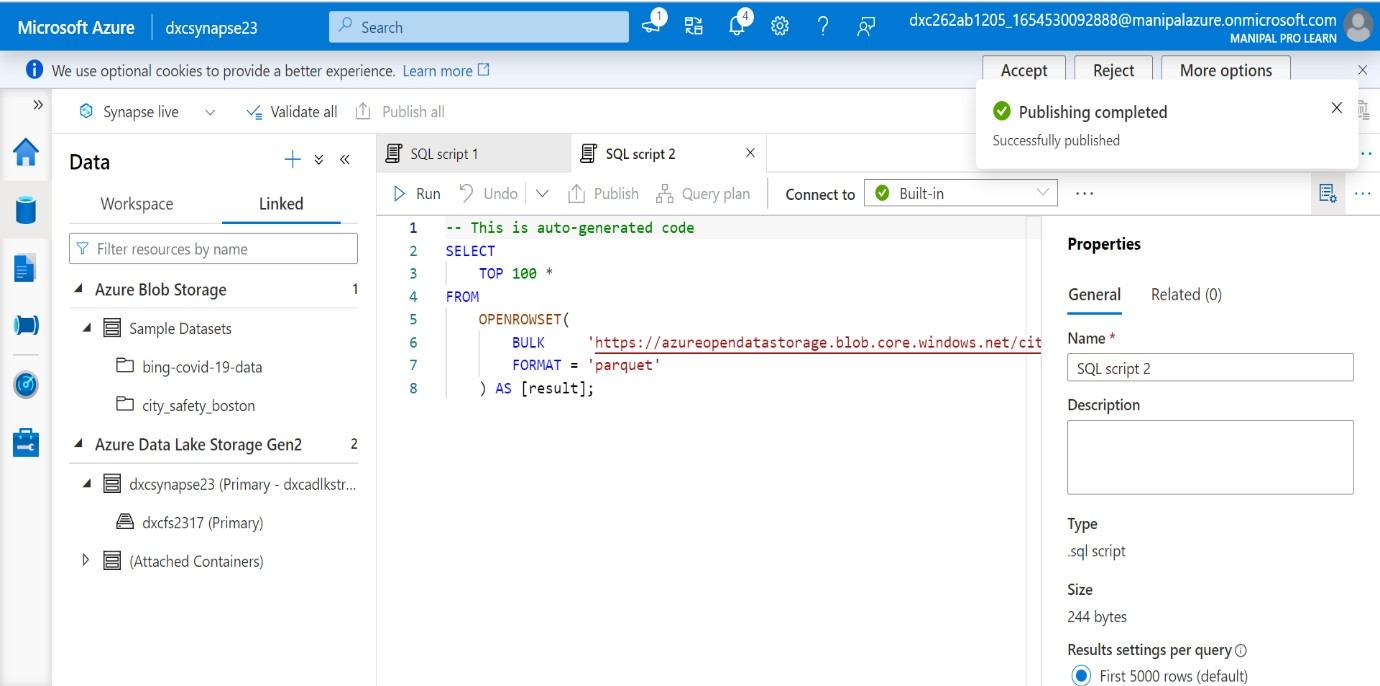 Microsoft Azure
dxcsynapse23
Search
1
4
dxc262ab1205_1654530092888@manipalazure.onmicrosoft.com
MANIPAL PRO LEARN
We use optional cookies to provide a better experience. Learn more
Accept
Reject
More options
Synapse live
Validate all
Publish all
Publishing completed
Successfully published
Data
Workspace
Linked
Filter resources by name
Azure Blob Storage 1
Sample Datasets
bing-covid-19-data
city_safety_boston
Azure Data Lake Storage Gen2 2
dxcsynapse23 (Primary - dxcadlkstr...
dxcfs2317 (Primary)
(Attached Containers)
SQL script 1
SQL script 2
Run
Undo
Publish
Query plan
Connect to
Built-in
1 -- This is auto-generated code
2 SELECT
3 TOP 100 *
4 FROM
5 OPENROWSET(
6 BULK 'https://azureopendatastorage.blob.core.windows.net/cit
7 FORMAT = 'parquet'
8 ) AS [result];
Properties
General
Related (0)
Name *
SQL script 2
Description
Type
.sql script
Size
244 bytes
Results settings per query
First 5000 rows (default)